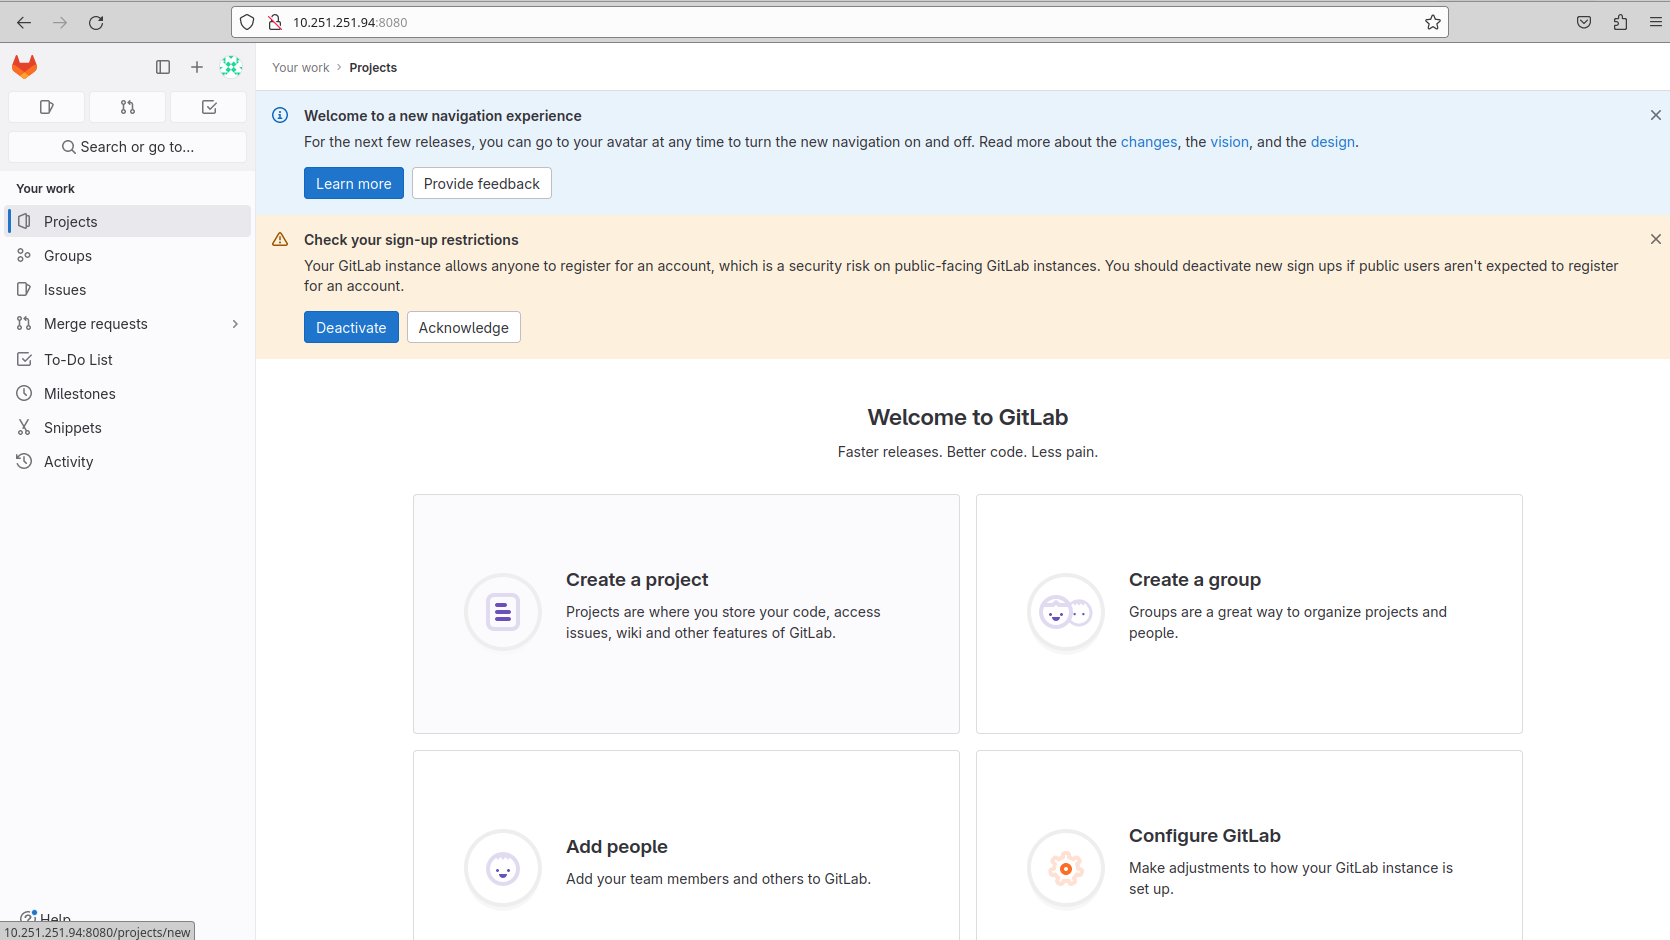 10.251.251.94:8080
Your work › Projects
Search or go to...
Your work
Projects
Groups
Issues
Merge requests
To-Do List
Milestones
Snippets
Activity
Help
10.251.251.94:8080/projects/new
Welcome to a new navigation experience
For the next few releases, you can go to your avatar at any time to turn the new navigation on and off. Read more about the changes, the vision, and the design.
Learn more Provide feedback
Check your sign-up restrictions
Your GitLab instance allows anyone to register for an account, which is a security risk on public-facing GitLab instances. You should deactivate new sign ups if public users aren't expected to register
for an account.
Deactivate Acknowledge
Welcome to GitLab
Faster releases. Better code. Less pain.
Create a project
Projects are where you store your code, access
issues, wiki and other features of GitLab.
Create a group
Groups are a great way to organize projects and
people.
Add people
Add your team members and others to GitLab.
Configure GitLab
Make adjustments to how your GitLab instance is
set up.